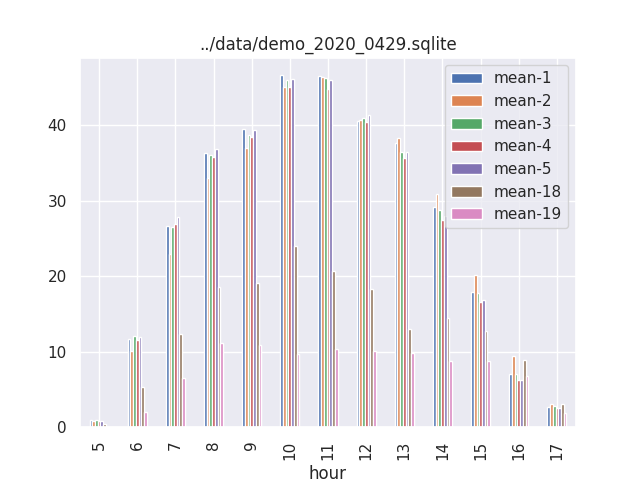 ../data/demo_2020_0429.sqlite
mean-1
mean-2
mean-3
mean-4
mean-5
mean-18
mean-19
40
30
20
10
0
5 6 7 8 9 10 11 12 13 14 15 16 17
hour